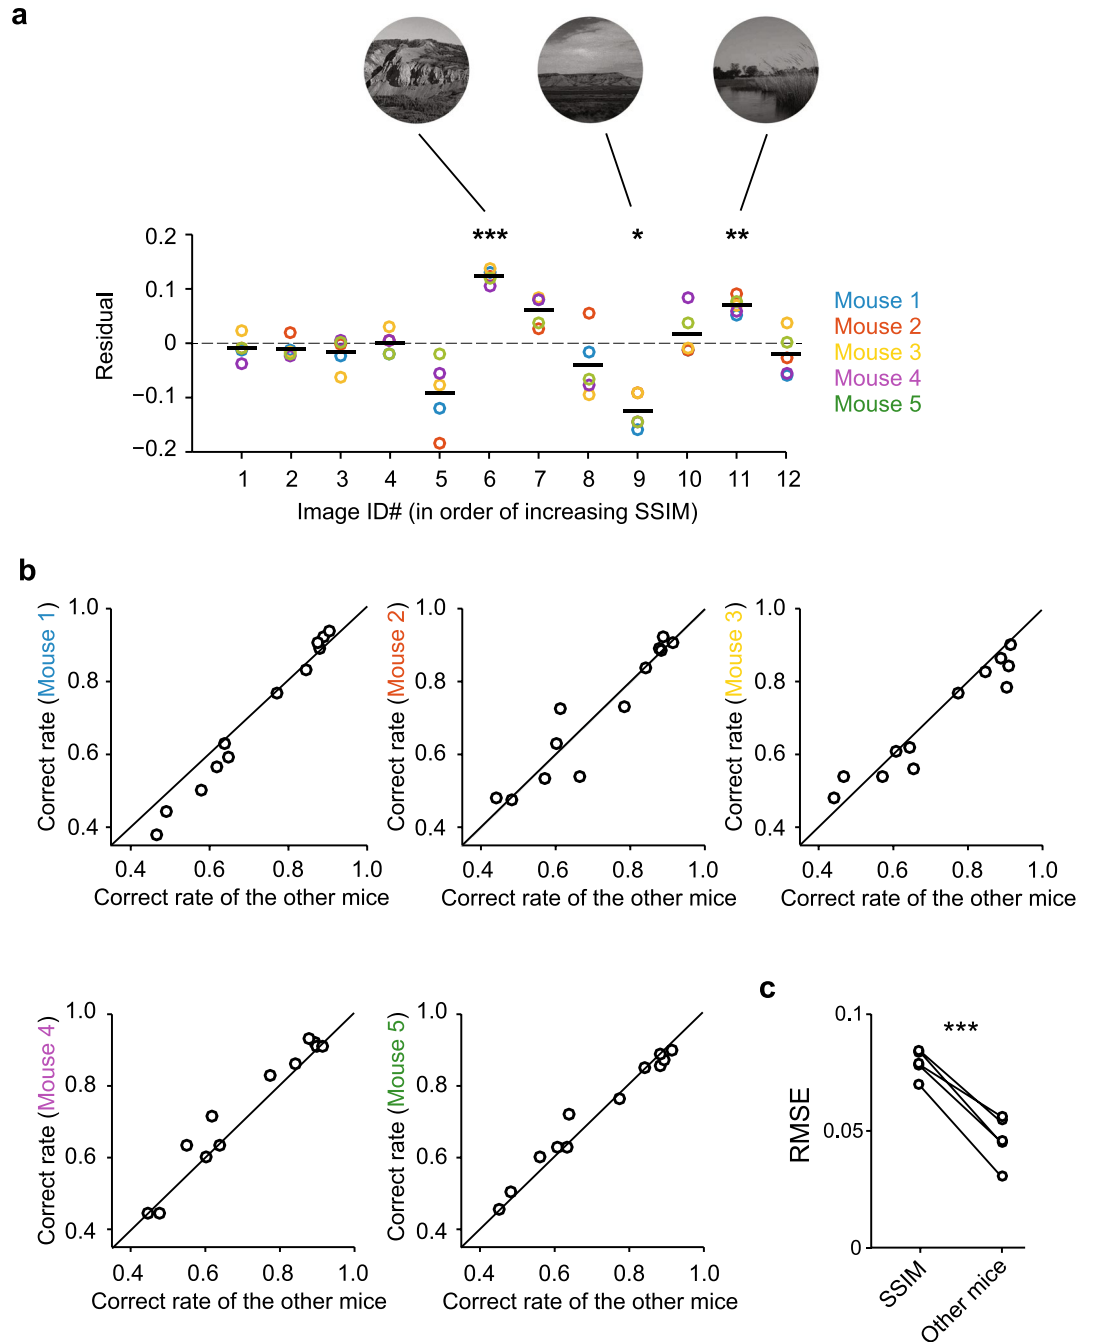 a
*** * **
0.2
0.1
0
−0.1
−0.2
Residual
1 2 3 4 5 6 7 8 9 10 11 12
Image ID# (in order of increasing SSIM)
Mouse 1
Mouse 2
Mouse 3
Mouse 4
Mouse 5
b
Correct rate (Mouse 1)
1.0
0.8
0.6
0.4
0.4 0.6 0.8 1.0
Correct rate of the other mice
Correct rate (Mouse 2)
1.0
0.8
0.6
0.4
0.4 0.6 0.8 1.0
Correct rate of the other mice
Correct rate (Mouse 3)
1.0
0.8
0.6
0.4
0.4 0.6 0.8 1.0
Correct rate of the other mice
Correct rate (Mouse 4)
1.0
0.8
0.6
0.4
0.4 0.6 0.8 1.0
Correct rate of the other mice
Correct rate (Mouse 5)
1.0
0.8
0.6
0.4
0.4 0.6 0.8 1.0
Correct rate of the other mice
c
***
RMSE
0.1
0.05
0
SSIM
Other mice